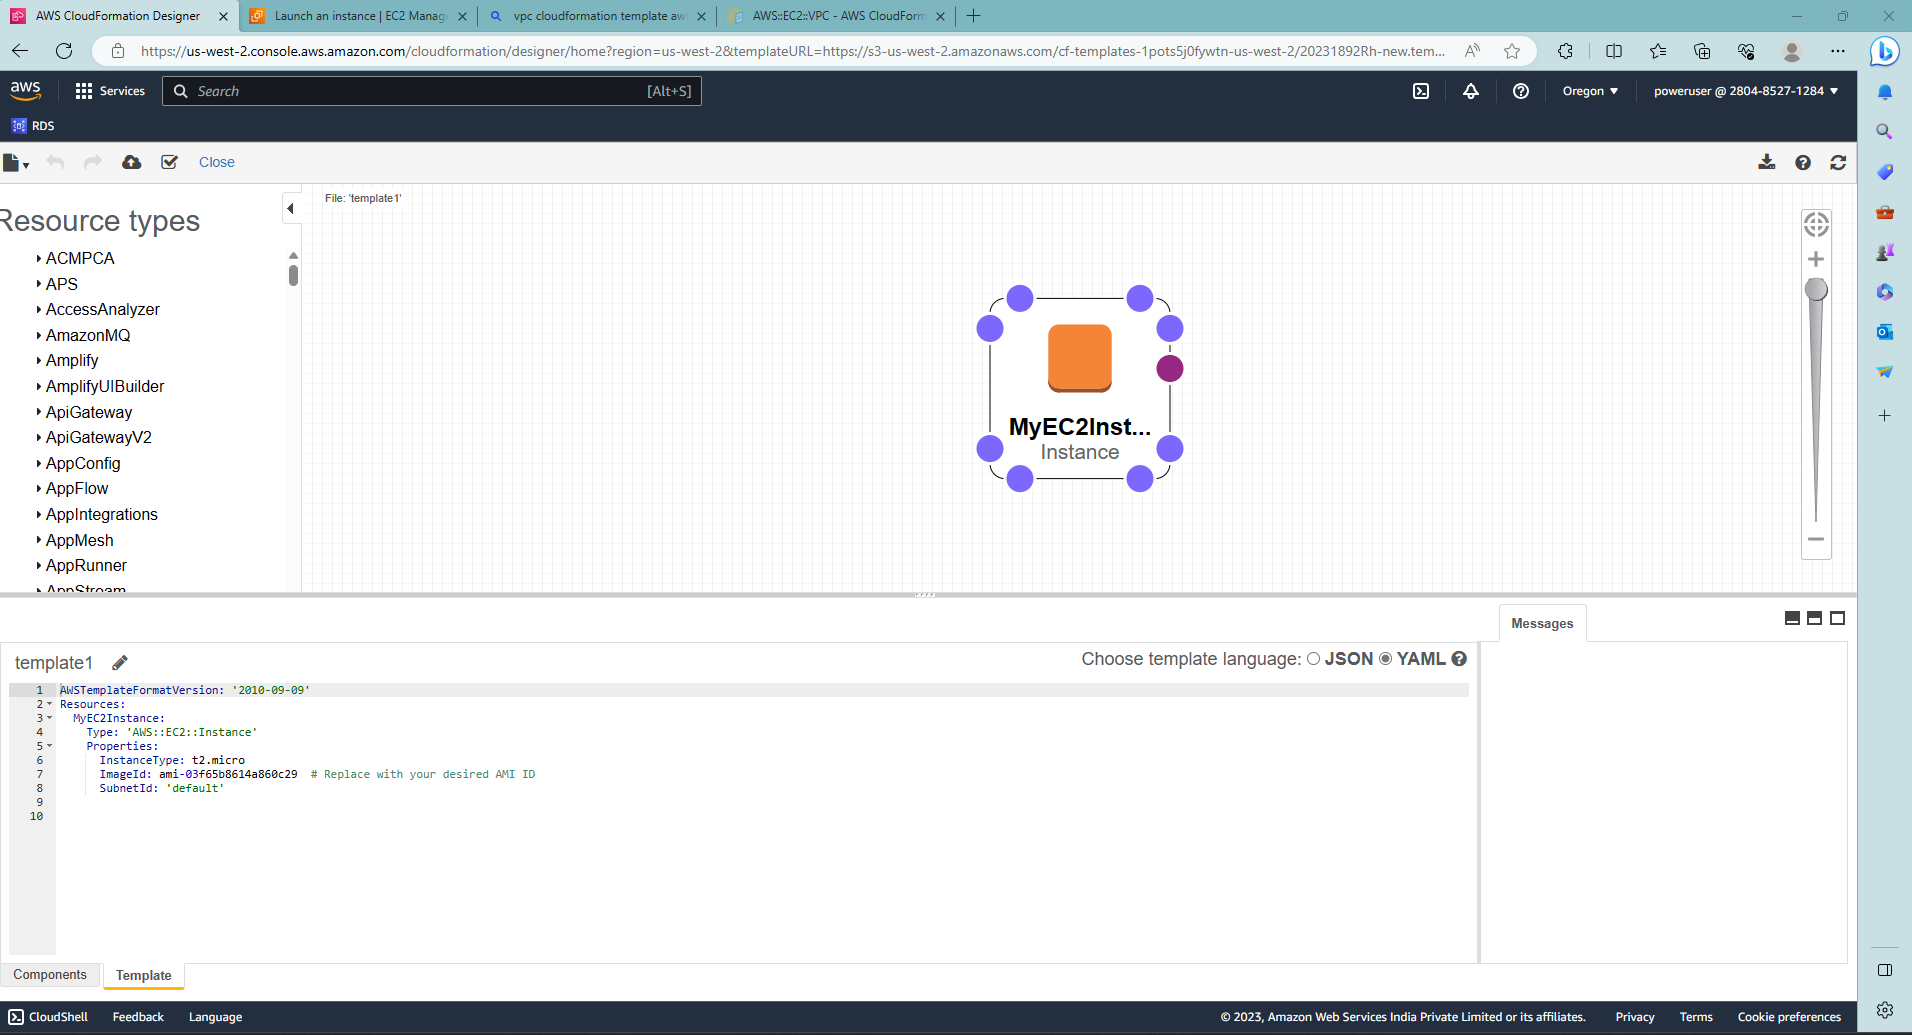 AWS CloudFormation Designer
Launch an instance | EC2 Manag
vpc cloudformation template aw
AWS::EC2::VPC - AWS CloudForm
https://us-west-2.console.aws.amazon.com/cloudformation/designer/home?region=us-west-2&templateURL=https://s3-us-west-2.amazonaws.com/cf-templates-1pots5j0fywtn-us-west-2/20231892Rh-new.tem...
aws
Services
Search
[Alt+S]
Oregon
poweruser @ 2804-8527-1284
RDS
Close
Resource types
File: 'template1'
ACMPCA
APS
AccessAnalyzer
AmazonMQ
Amplify
AmplifyUIBuilder
ApiGateway
ApiGatewayV2
AppConfig
AppFlow
AppIntegrations
AppMesh
AppRunner
AppStream
MyEC2Inst...
Instance
Messages
template1
Choose template language: JSON YAML
1 AWSTemplateFormatVersion: '2010-09-09'
2 Resources:
3 MyEC2Instance:
4 Type: 'AWS::EC2::Instance'
5 Properties:
6 InstanceType: t2.micro
7 ImageId: ami-03f65b8614a860c29 # Replace with your desired AMI ID
8 SubnetId: 'default'
9
10
Components
Template
CloudShell
Feedback
Language
© 2023, Amazon Web Services India Private Limited or its affiliates.
Privacy
Terms
Cookie preferences